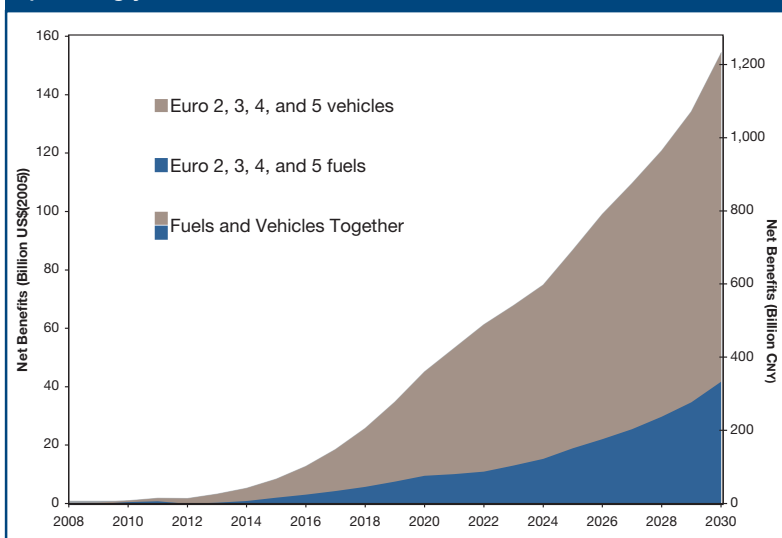 160
140
120
100
80
60
40
20
0
Net Benefits (Billion US$(2005))
Euro 2, 3, 4, and 5 vehicles
Euro 2, 3, 4, and 5 fuels
Fuels and Vehicles Together
1,200
1,000
800
600
400
200
0
Net Benefits (Billion CNY)
2008 2010 2012 2014 2016 2018 2020 2022 2024 2026 2028 2030